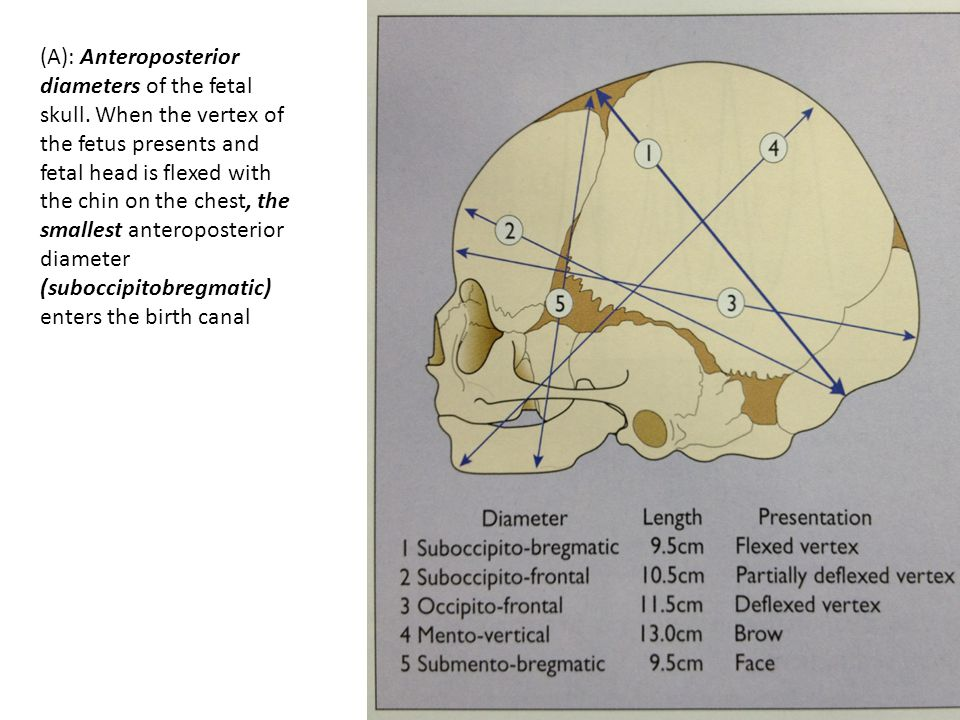 (A): Anteroposterior
diameters of the fetal
skull. When the vertex of
the fetus presents and
fetal head is flexed with
the chin on the chest, the
smallest anteroposterior
diameter
(suboccipitobregmatic)
enters the birth canal
1
4
2
5
3
Diameter Length Presentation
1 Suboccipito-bregmatic 9.5cm Flexed vertex
2 Suboccipito-frontal 10.5cm Partially deflexed vertex
3 Occipito-frontal 11.5cm Deflexed vertex
4 Mento-vertical 13.0cm Brow
5 Submento-bregmatic 9.5cm Face